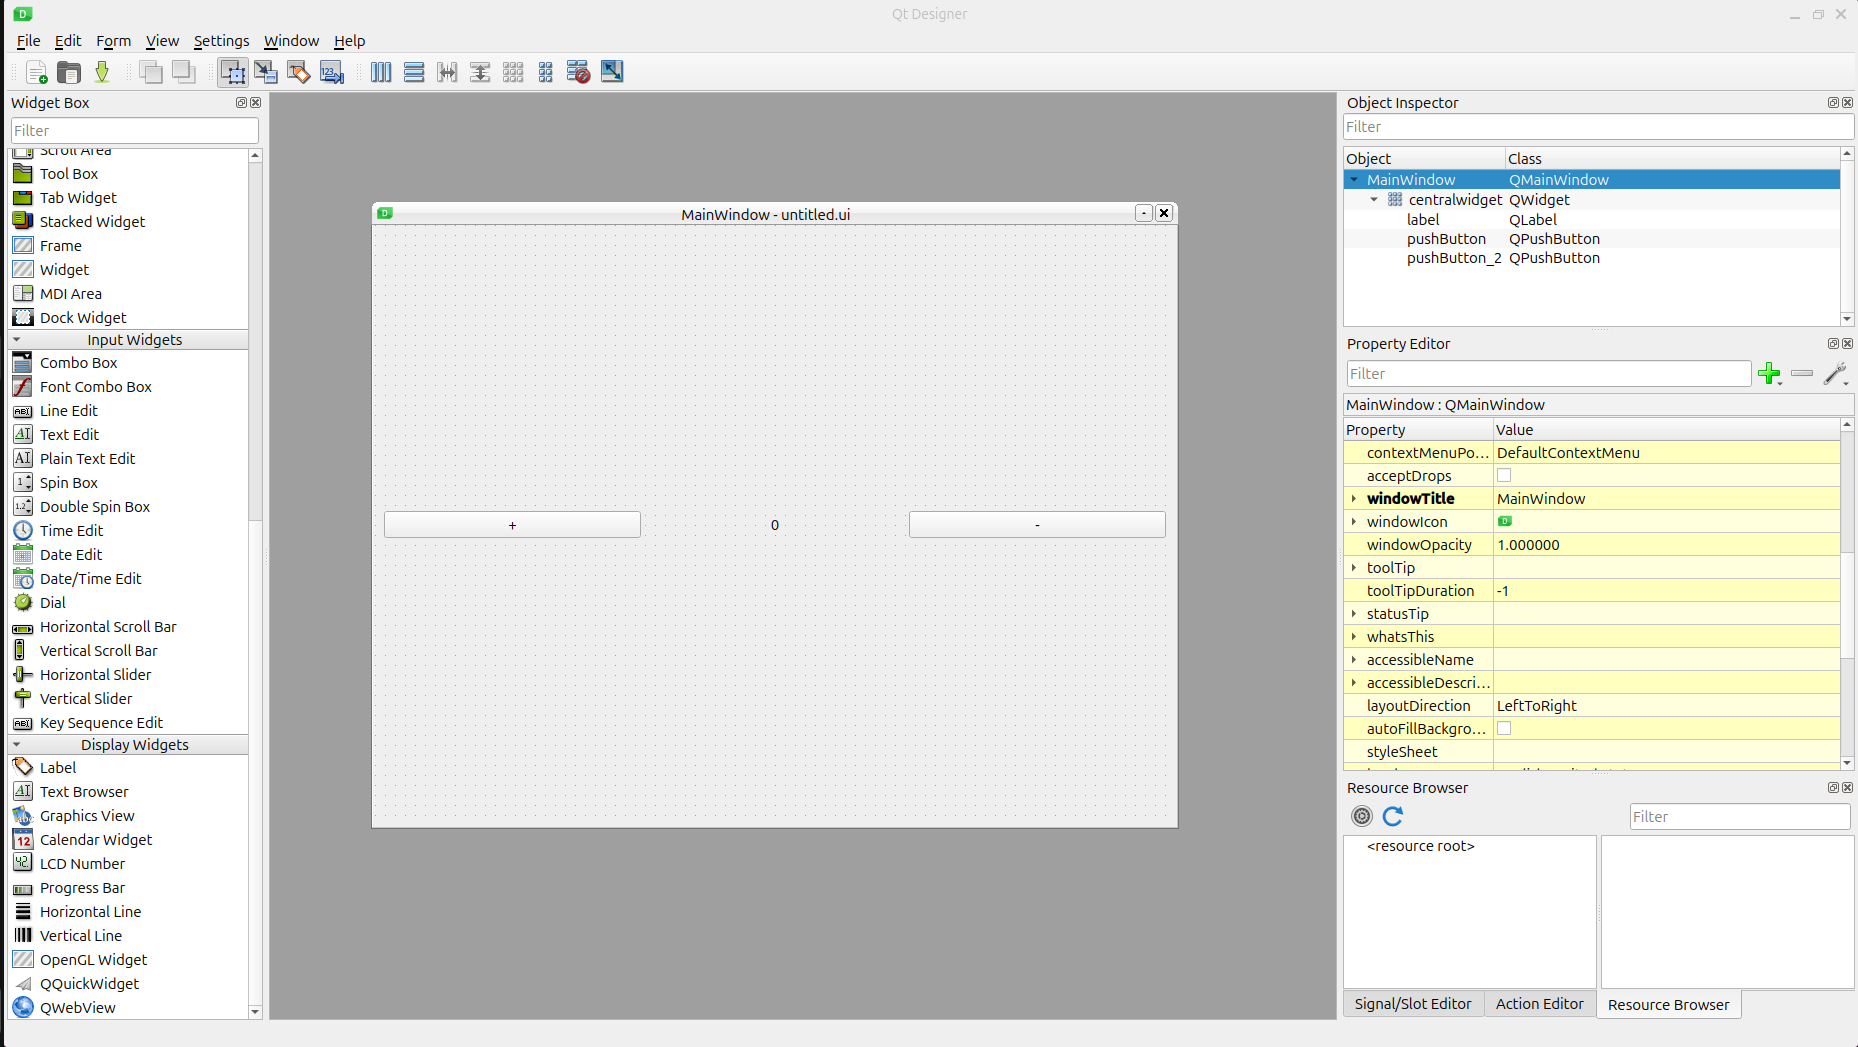 Qt Designer
File Edit Form View Settings Window Help
Widget Box
Filter
Scroll Area
Tool Box
Tab Widget
Stacked Widget
Frame
Widget
MDI Area
Dock Widget
Input Widgets
Combo Box
Font Combo Box
Line Edit
Text Edit
Plain Text Edit
Spin Box
Double Spin Box
Time Edit
Date Edit
Date/Time Edit
Dial
Horizontal Scroll Bar
Vertical Scroll Bar
Horizontal Slider
Vertical Slider
Key Sequence Edit
Display Widgets
Label
Text Browser
Graphics View
Calendar Widget
LCD Number
Progress Bar
Horizontal Line
Vertical Line
OpenGL Widget
QQuickWidget
QWebView
MainWindow - untitled.ui
+ 0 -
Object Inspector
Filter
Object Class
MainWindow QMainWindow
centralwidget QWidget
label QLabel
pushButton QPushButton
pushButton_2 QPushButton
Property Editor
Filter
MainWindow : QMainWindow
Property Value
contextMenuPo... DefaultContextMenu
acceptDrops
windowTitle MainWindow
windowIcon
windowOpacity 1.000000
toolTip
toolTipDuration -1
statusTip
whatsThis
accessibleName
accessibleDescri...
layoutDirection LeftToRight
autoFillBackgro...
styleSheet
Resource Browser
Filter
<resource root>
Signal/Slot Editor Action Editor Resource Browser